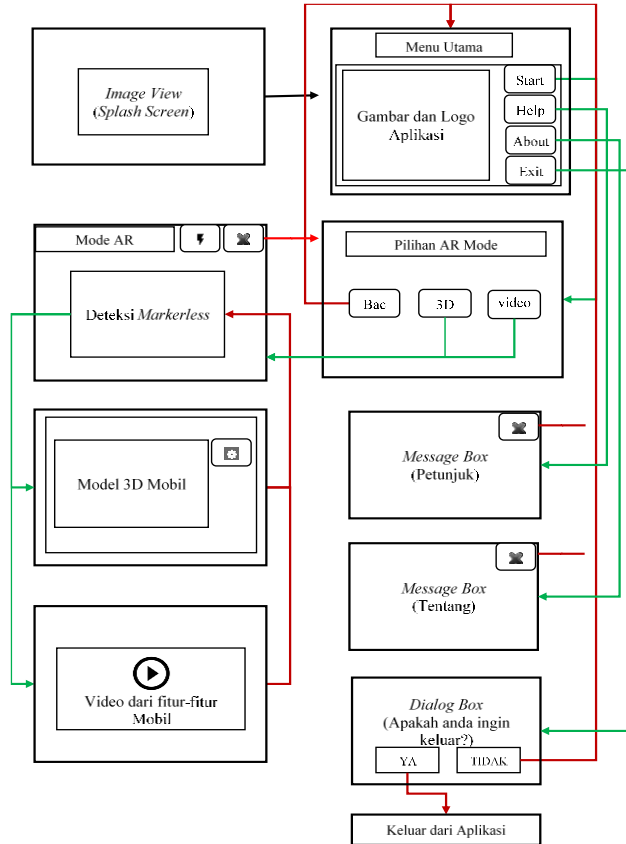 Image View
(Splash Screen)
Menu Utama
Gambar dan Logo
Aplikasi
Start
Help
About
Exit
Mode AR
Deteksi Markerless
Pilihan AR Mode
Bac
3D
video
Model 3D Mobil
Message Box
(Petunjuk)
Message Box
(Tentang)
Video dari fitur-fitur
Mobil
Dialog Box
(Apakah anda ingin
keluar?)
YA
TIDAK
Keluar dari Aplikasi